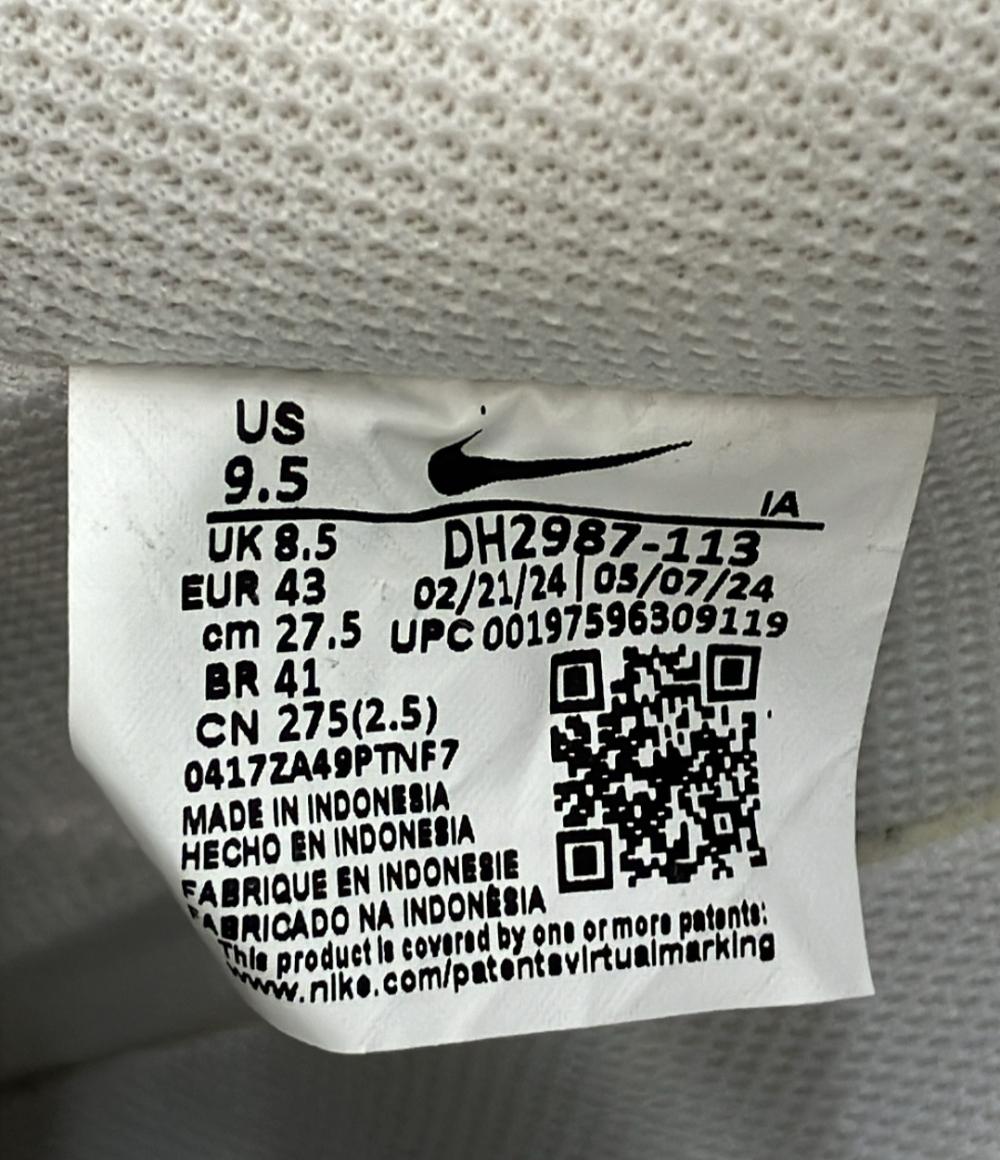 US
9.5
IA
UK 8.5
DH2987-113
EUR 43
02/21/24 | 05/07/24
cm 27.5
UPC 00197596309119
BR 41
CN 275(2.5)
0417ZA49PTNF7
MADE IN INDONESIA
HECHO EN INDONESIA
FABRIQUE EN INDONESIE
FABRICADO NA INDONÉSIA
This product is covered by one or more patents:
www.nike.com/patentsvirtualmarking